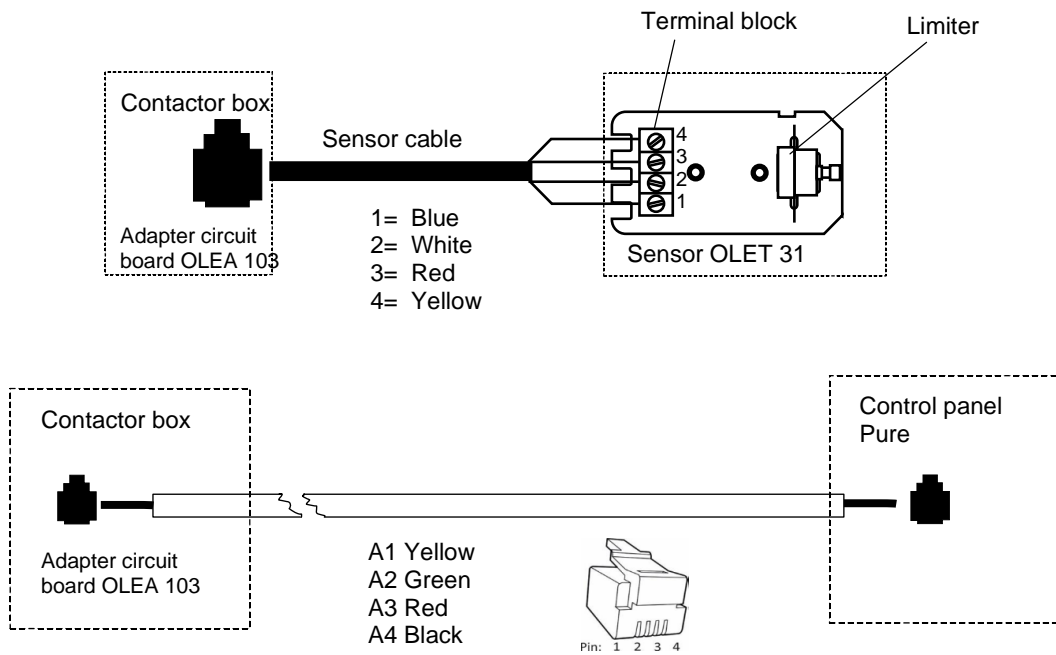 Terminal block
Limiter
Contactor box
Sensor cable
4
3
2
1
1= Blue
2= White
3= Red
4= Yellow
Adapter circuit
board OLEA 103
Sensor OLET 31
Contactor box
Control panel
Pure
Adapter circuit
board OLEA 103
A1 Yellow
A2 Green
A3 Red
A4 Black
Pin: 1 2 3 4